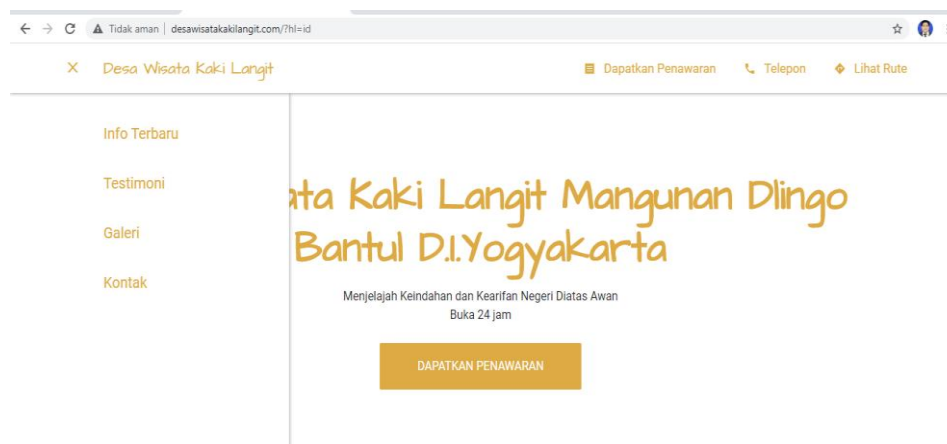 Tidak aman | desawisatakakilangit.com/?hl=id
Desa Wisata Kaki Langit
Dapatkan Penawaran
Telepon
Lihat Rute
Info Terbaru
Testimoni
Galeri
Kontak
ata Kaki Langit Mangunan Dlingo
Bantul D.I.Yogyakarta
Menjelajah Keindahan dan Kearifan Negeri Diatas Awan
Buka 24 jam
DAPATKAN PENAWARAN